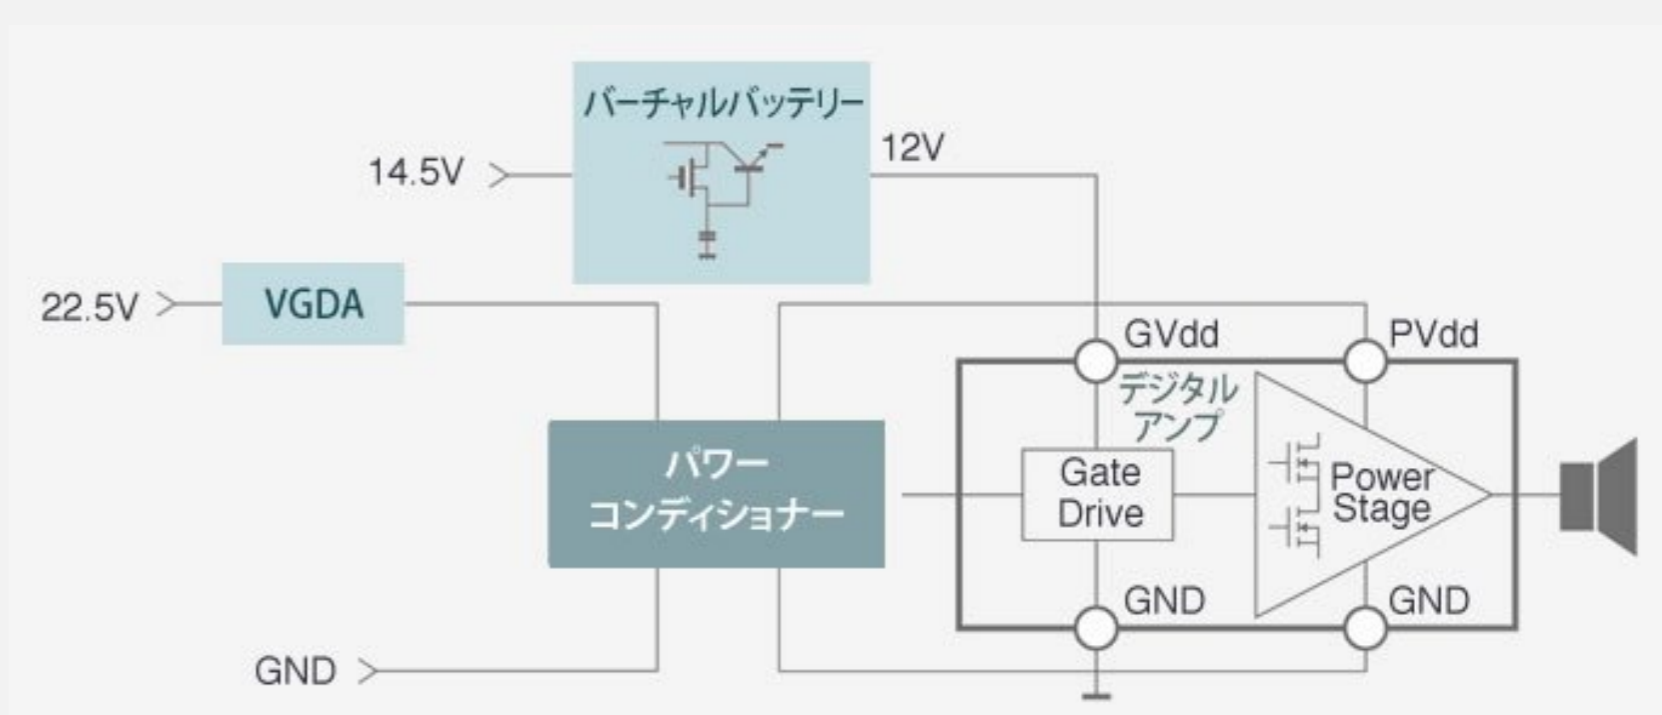 バーチャルバッテリー
14.5V
12V
22.5V
VGDA
GVdd
PVdd
デジタル
アンプ
パワー
コンディショナー
Gate
Drive
Power
Stage
GND
GND
GND